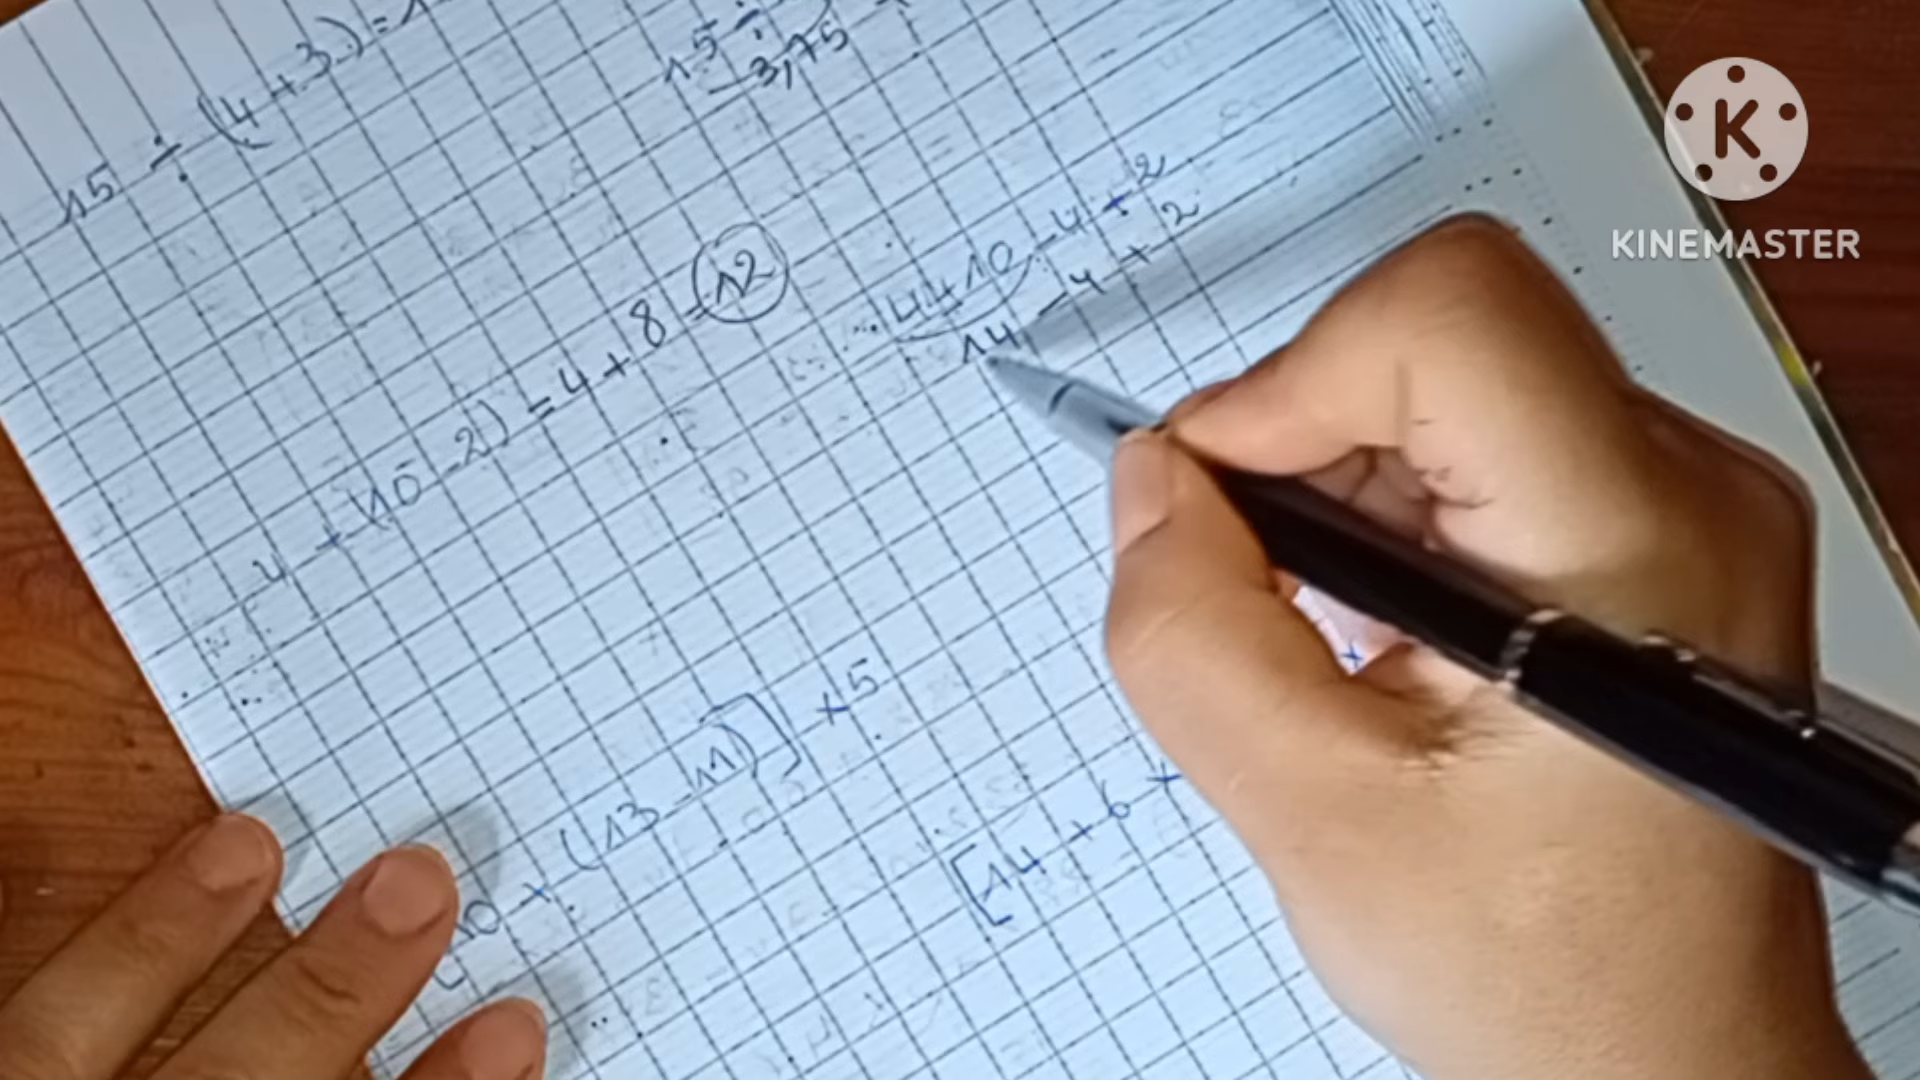 15 ÷ (4+3)=1
15 ÷
3,75
4 + (10 - 2) = 4 + 8 = 12
4+10 - 4 + 2
14 - 4 + 2
10 × (13 - 11)] × 5
[14 + 6 ×
K
KINEMASTER